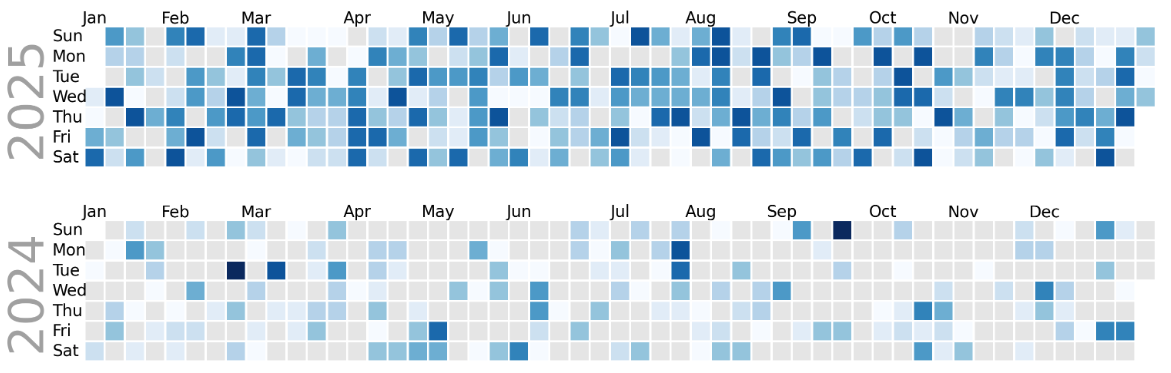 Jan Feb Mar Apr May Jun Jul Aug Sep Oct Nov Dec
2025
Sun
Mon
Tue
Wed
Thu
Fri
Sat
Jan Feb Mar Apr May Jun Jul Aug Sep Oct Nov Dec
2024
Sun
Mon
Tue
Wed
Thu
Fri
Sat